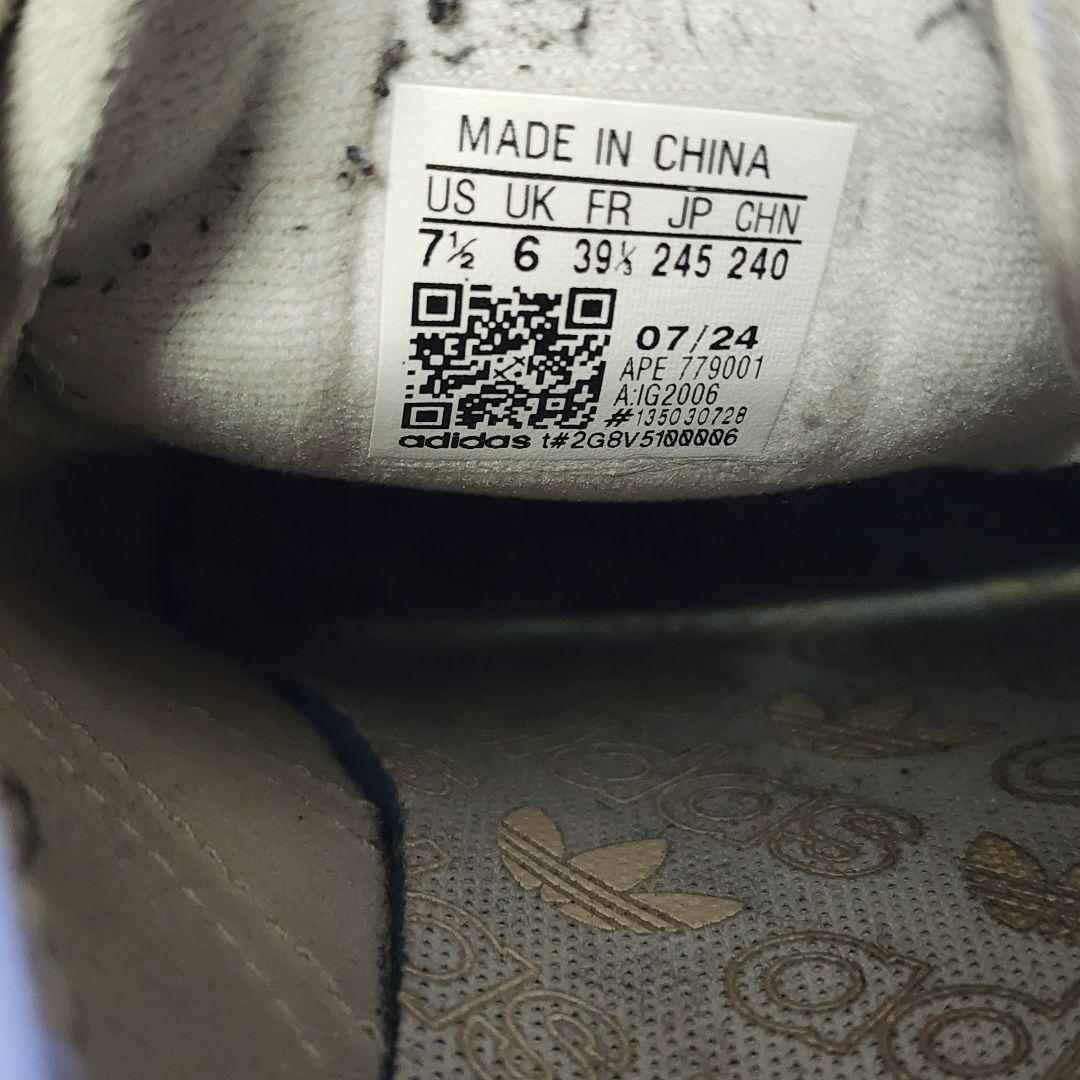 MADE IN CHINA
US UK FR JP CHN
7½ 6 39⅓ 245 240
07/24
APE 779001
A:IG2006
#135030728
adidas t#2G8V5100006